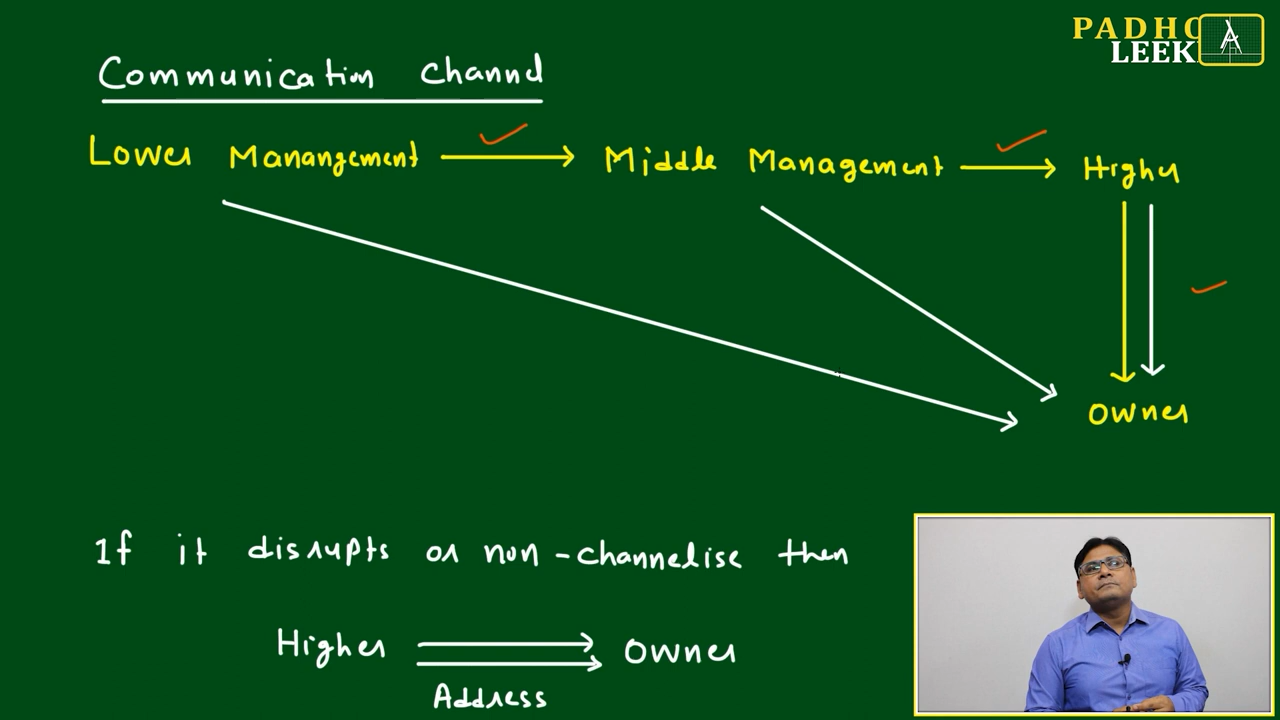 PADHO
LEEK
Communication Channel
Lower Manangement Middle Management Higher
Owner
If it disrupts or non-channelise then
Higher Owner
Address